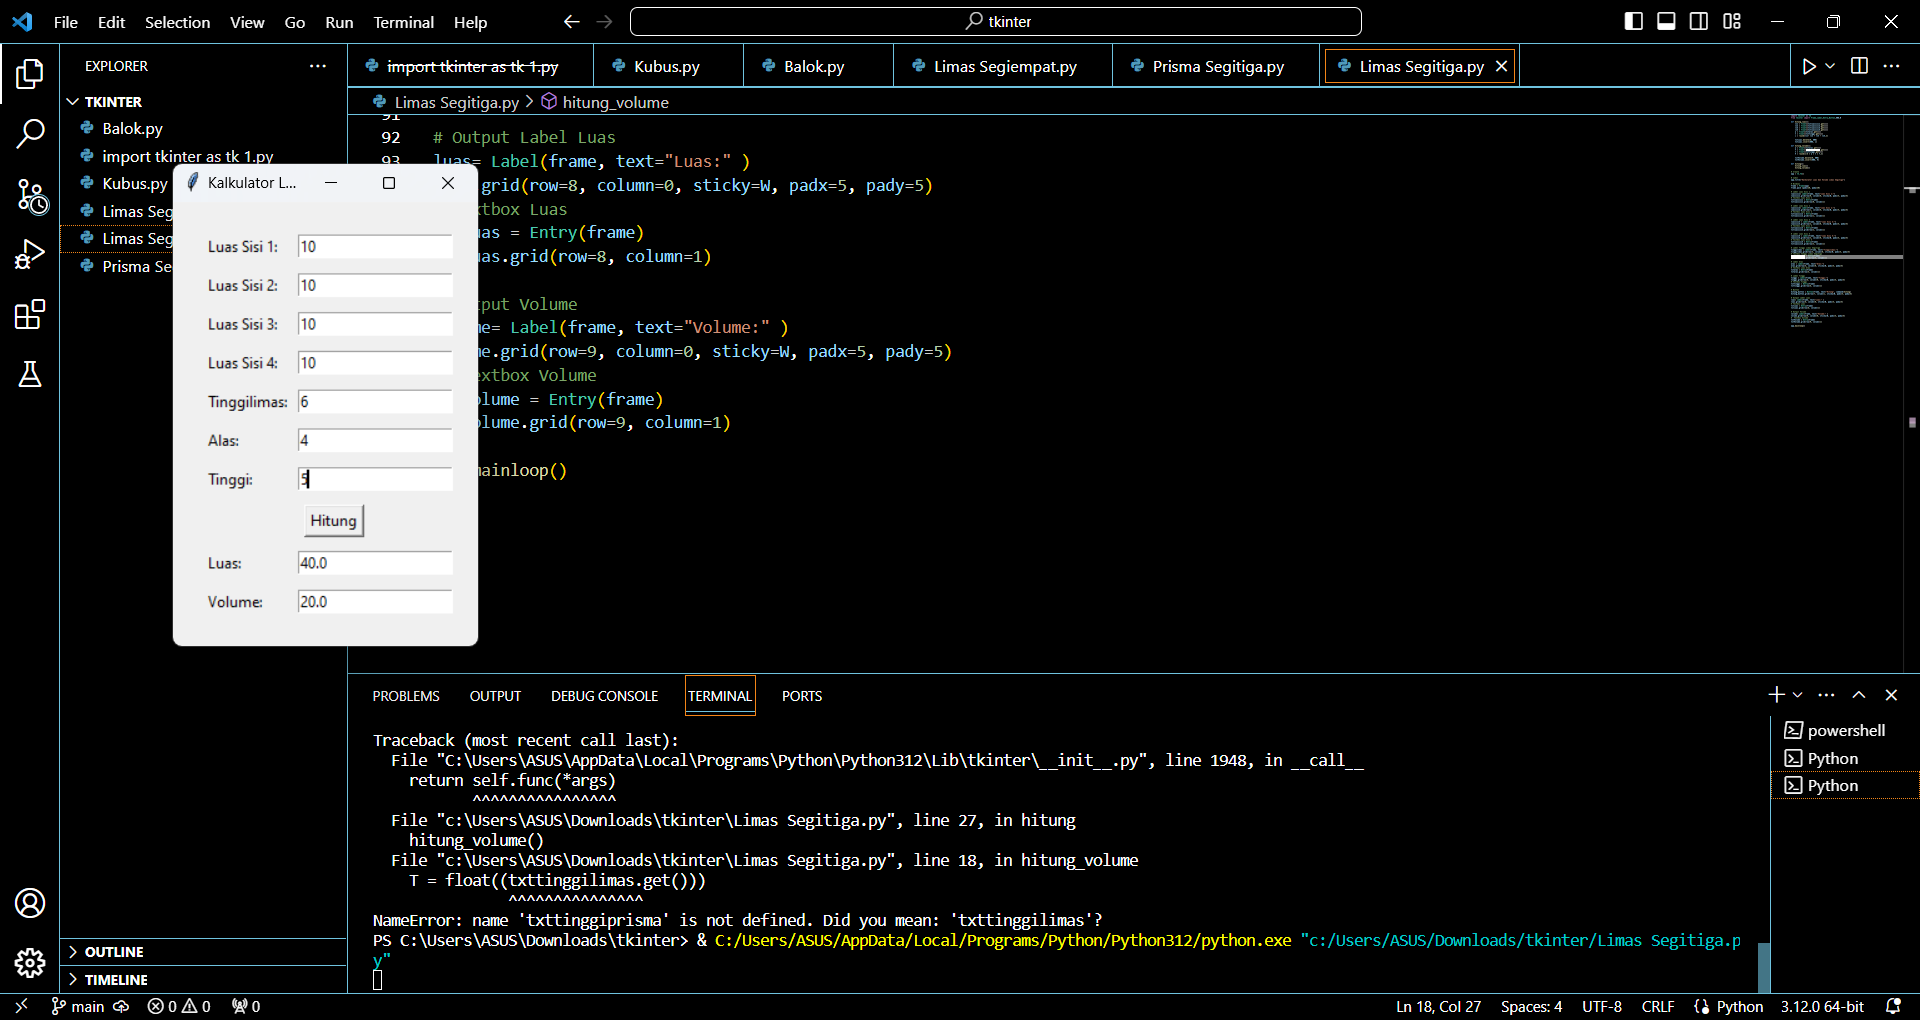 File Edit Selection View Go Run Terminal Help
tkinter
EXPLORER
TKINTER
Balok.py
import tkinter as tk 1.py
Kubus.py
Limas Seg
Limas Seg
Prisma Se
OUTLINE
TIMELINE
import tkinter as tk 1.py Kubus.py Balok.py Limas Segiempat.py Prisma Segitiga.py Limas Segitiga.py
Limas Segitiga.py > hitung_volume
91
92 # Output Label Luas
93 luas= Label(frame, text="Luas:" )
grid(row=8, column=0, sticky=W, padx=5, pady=5)
xtbox Luas
as = Entry(frame)
as.grid(row=8, column=1)
put Volume
e= Label(frame, text="Volume:" )
e.grid(row=9, column=0, sticky=W, padx=5, pady=5)
extbox Volume
lume = Entry(frame)
lume.grid(row=9, column=1)
ainloop()
Kalkulator L...
Luas Sisi 1: 10
Luas Sisi 2: 10
Luas Sisi 3: 10
Luas Sisi 4: 10
Tinggilimas: 6
Alas: 4
Tinggi: 5
Hitung
Luas: 40.0
Volume: 20.0
PROBLEMS OUTPUT DEBUG CONSOLE TERMINAL PORTS
Traceback (most recent call last):
File "C:\Users\ASUS\AppData\Local\Programs\Python\Python312\Lib\tkinter\__init__.py", line 1948, in __call__
return self.func(*args)
^^^^^^^^^^^^^^^^
File "c:\Users\ASUS\Downloads\tkinter\Limas Segitiga.py", line 27, in hitung
hitung_volume()
File "c:\Users\ASUS\Downloads\tkinter\Limas Segitiga.py", line 18, in hitung_volume
T = float((txttinggilimas.get()))
^^^^^^^^^^^^^^^
NameError: name 'txttinggiprisma' is not defined. Did you mean: 'txttinggilimas'?
PS C:\Users\ASUS\Downloads\tkinter> & C:/Users/ASUS/AppData/Local/Programs/Python/Python312/python.exe "c:/Users/ASUS/Downloads/tkinter/Limas Segitiga.p
y"
powershell
Python
Python
main 0 0 0 Ln 18, Col 27 Spaces: 4 UTF-8 CRLF Python 3.12.0 64-bit